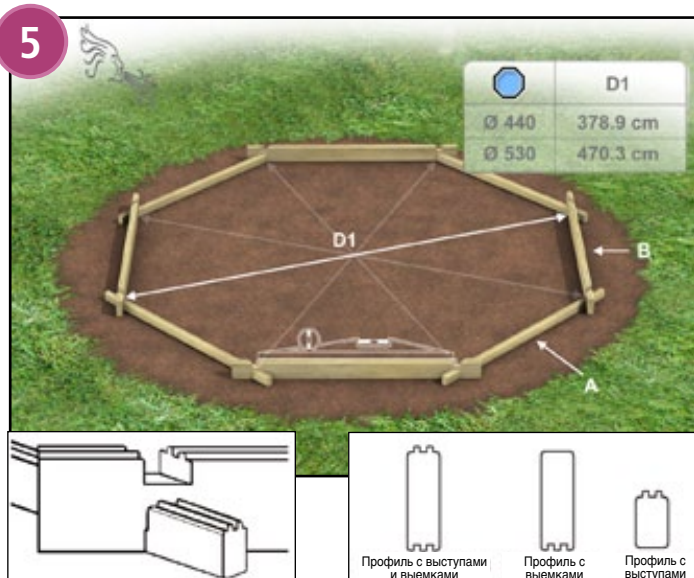 5
D1
Ø 440 378.9 cm
Ø 530 470.3 cm
D1
B
A
Профиль с выступами
и выемками
Профиль с
выемками
Профиль с
выступами